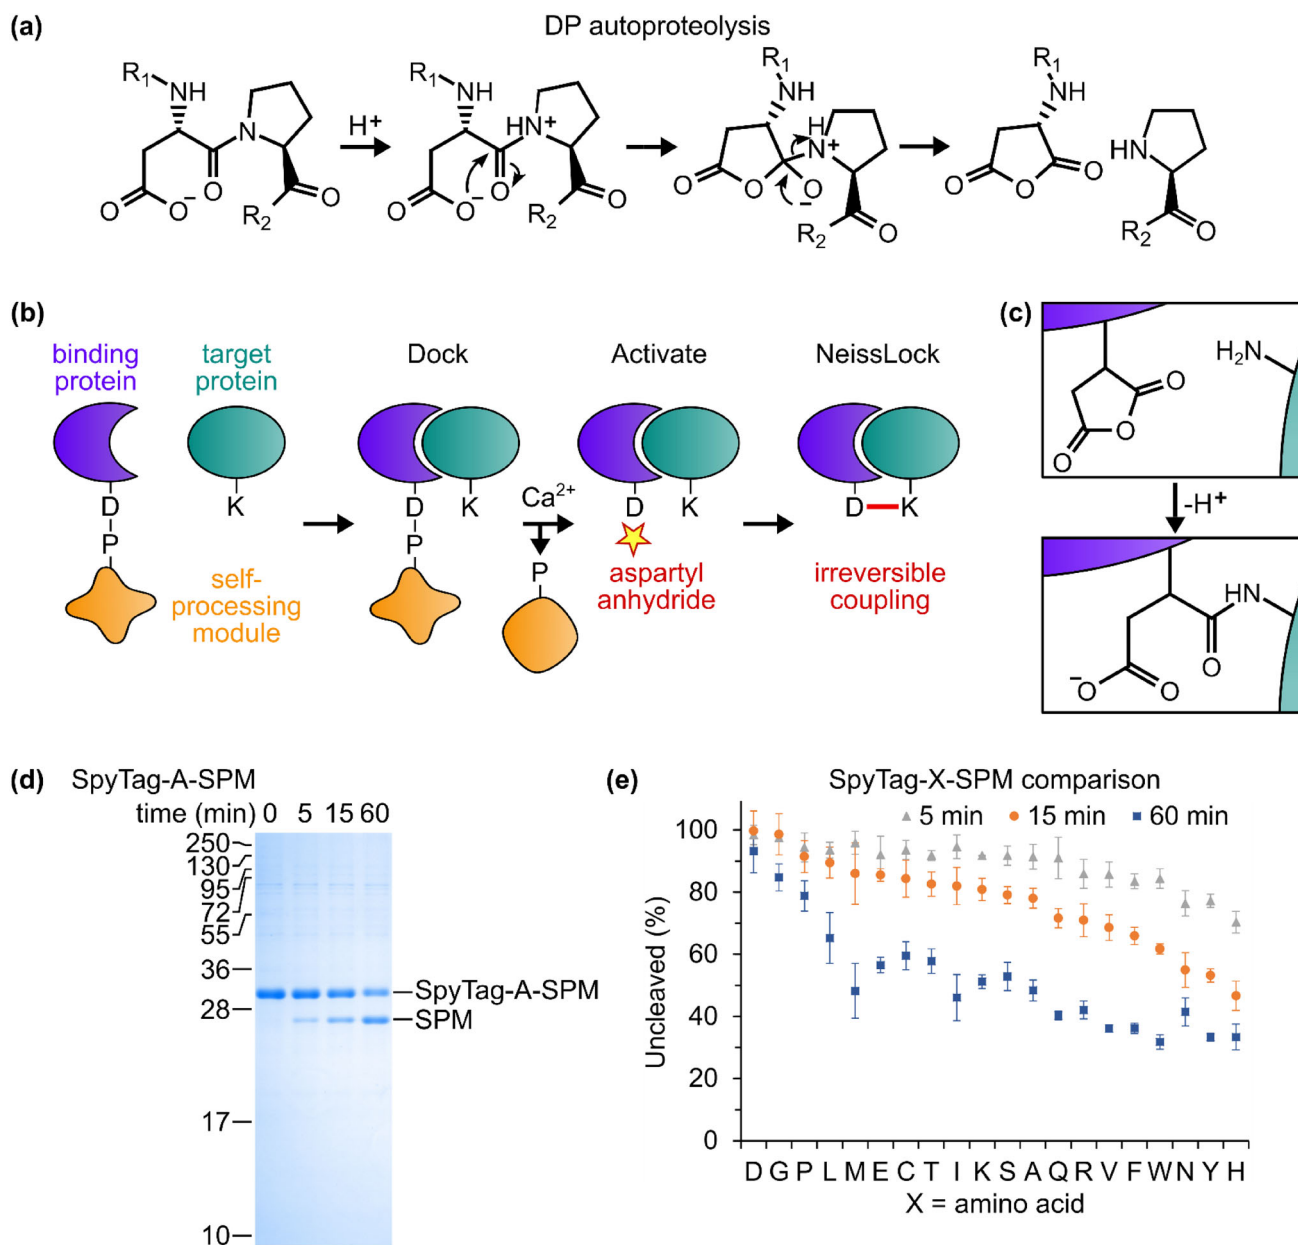 (a)
DP autoproteolysis
R1
NH
N
O
O
O−
R2
O
H+
R1
NH
HN+
O
O
O−
R2
O
R1
NH
H
N+
O
O
O
−
R2
O
R1
NH
O
O
O
HN
R2
O
(b)
binding
protein
target
protein
Dock
Activate
NeissLock
D
P
K
self-
processing
module
D
P
K
Ca2+
P
D
K
aspartyl
anhydride
D
K
irreversible
coupling
(c)
H2N
O
O
O
-H+
HN
O
−O
O
(d) SpyTag-A-SPM
time (min) 0 5 15 60
250
130
95
72
55
36
28
17
10
SpyTag-A-SPM
SPM
(e) SpyTag-X-SPM comparison
5 min 15 min 60 min
Uncleaved (%)
100
80
60
40
20
0
D G P L M E C T I K S A Q R V F W N Y H
X = amino acid